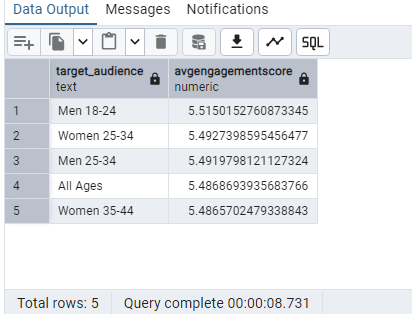 Data Output Messages Notifications
SQL
target_audience avgengagementscore
text numeric
1 Men 18-24 5.5150152760873345
2 Women 25-34 5.4927398595456477
3 Men 25-34 5.4919798121127324
4 All Ages 5.4868693935683766
5 Women 35-44 5.4865702479338843
Total rows: 5 Query complete 00:00:08.731